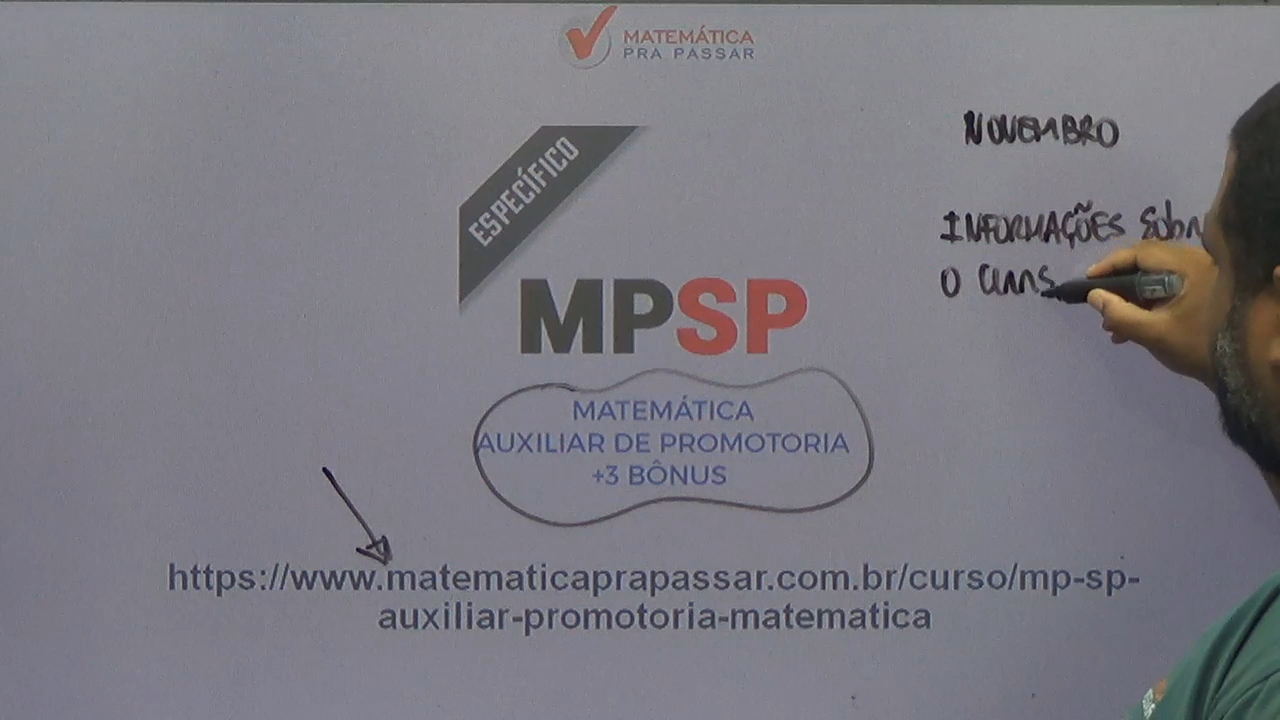 MATEMÁTICA
PRA PASSAR
NOVEMBRO
ESPECÍFICO
INFORMAÇÕES
O
MPSP
MATEMÁTICA
AUXILIAR DE PROMOTORIA
+3 BÔNUS
https://www.matematicaprapassar.com.br/curso/mp-sp-
auxiliar-promotoria-matematica